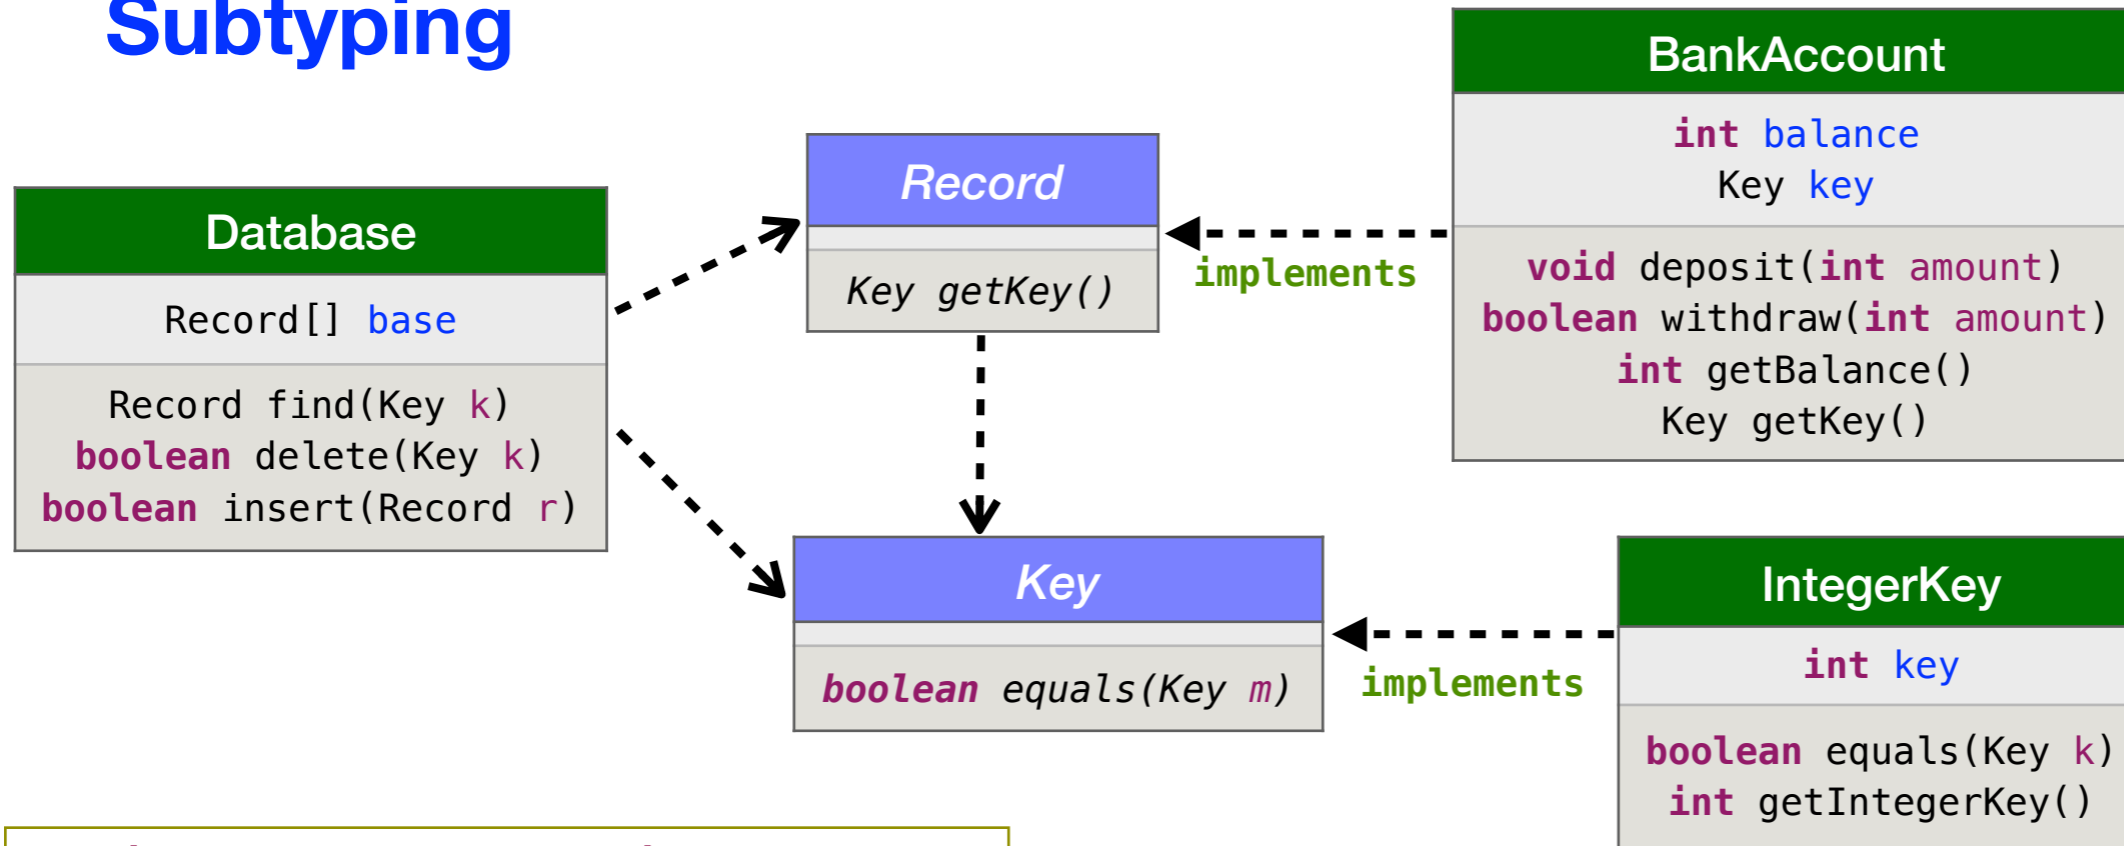 Subtyping
Database
Record[] base
Record find(Key k)
boolean delete(Key k)
boolean insert(Record r)
Record
Key getKey()
implements
BankAccount
int balance
Key key
void deposit(int amount)
boolean withdraw(int amount)
int getBalance()
Key getKey()
Key
boolean equals(Key m)
implements
IntegerKey
int key
boolean equals(Key k)
int getIntegerKey()